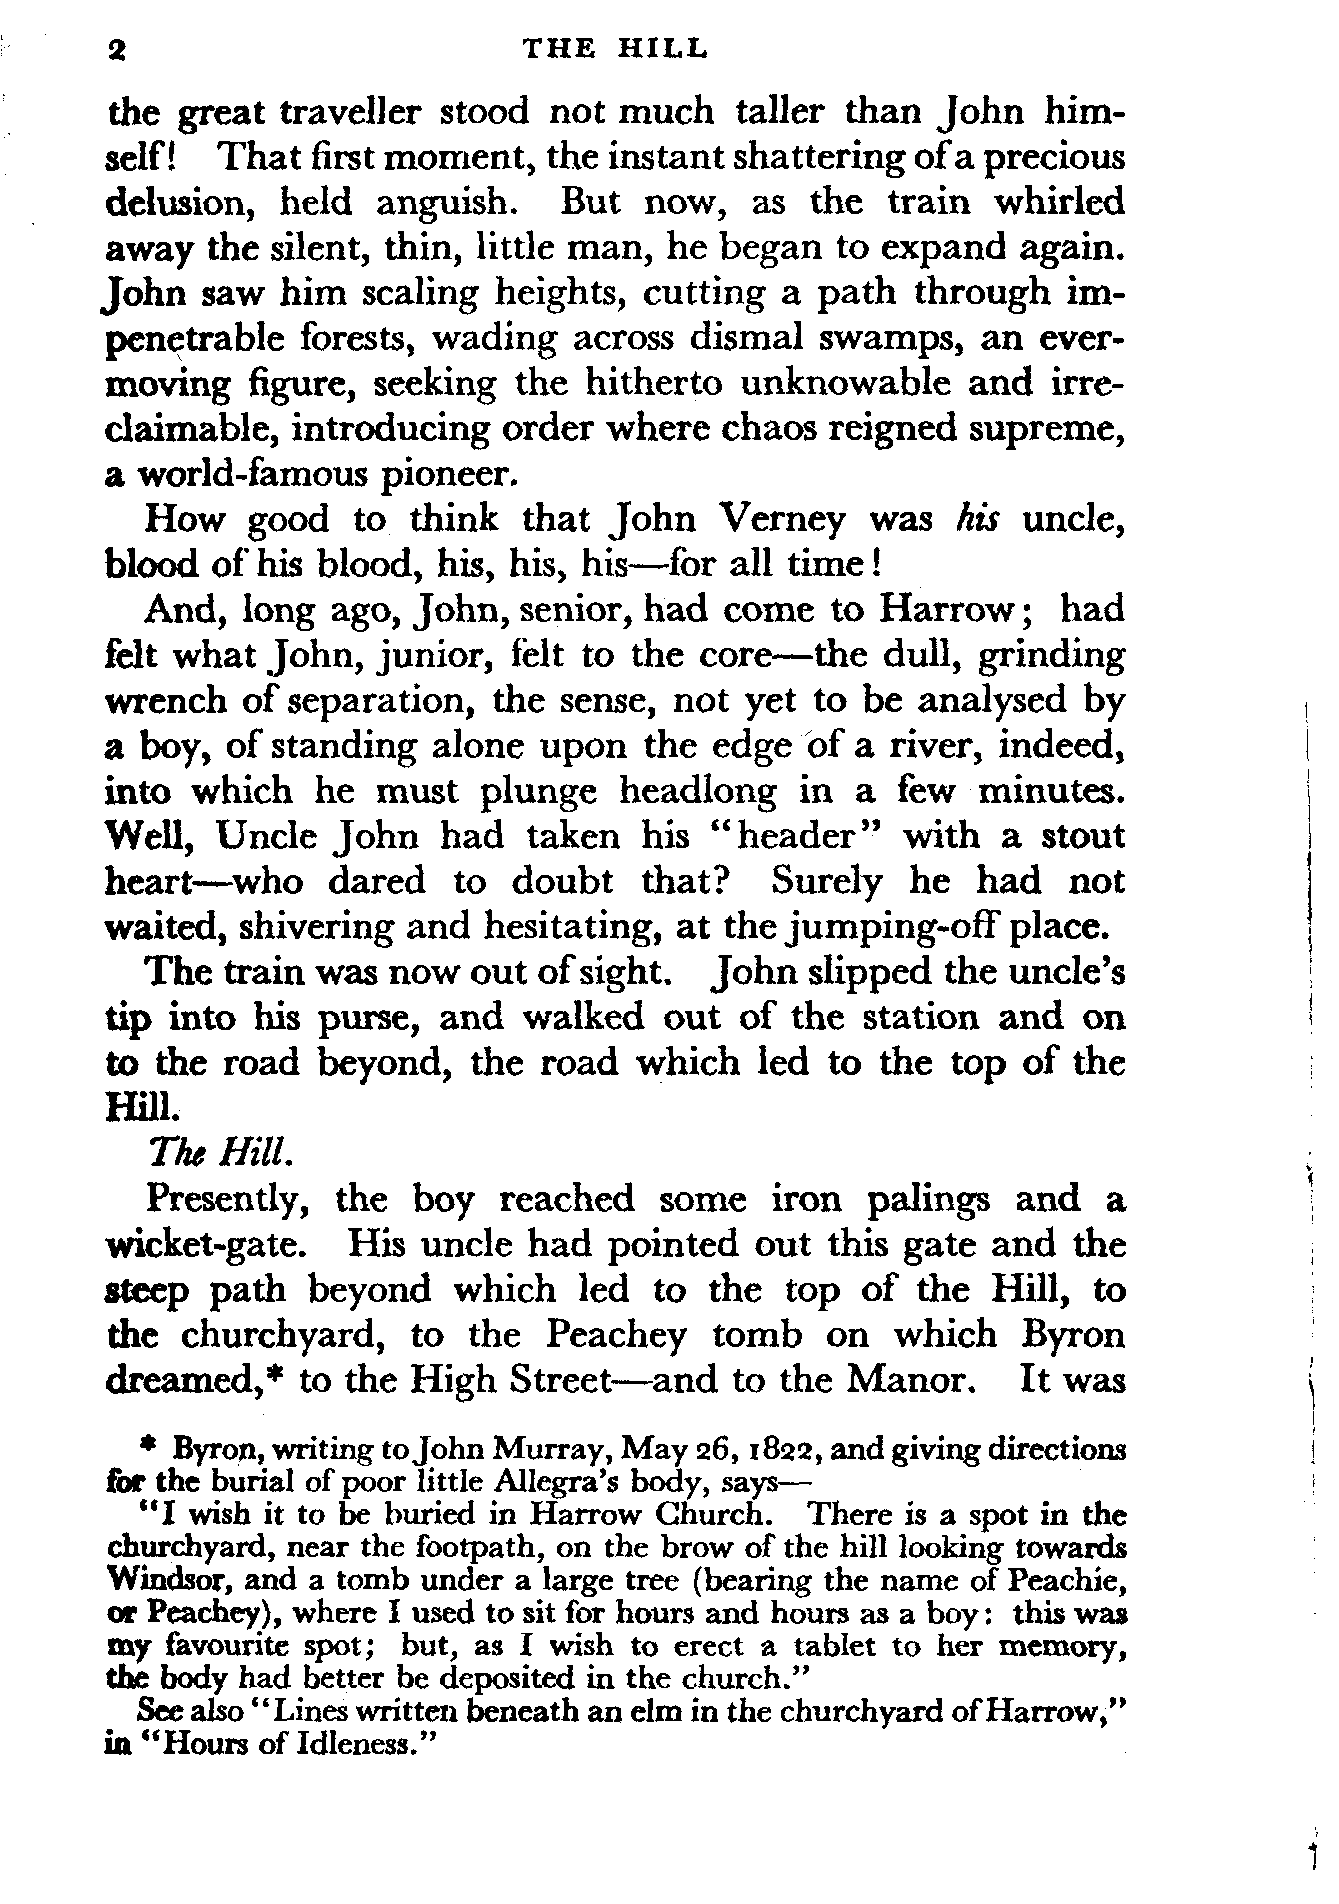 2 THE HILL
the great traveller stood not much taller than John him-
self! That first moment, the instant shattering of a precious
delusion, held anguish. But now, as the train whirled
away the silent, thin, little man, he began to expand again.
John saw him scaling heights, cutting a path through im-
penetrable forests, wading across dismal swamps, an ever-
moving figure, seeking the hitherto unknowable and irre-
claimable, introducing order where chaos reigned supreme,
a world-famous pioneer.
How good to think that John Verney was his uncle,
blood of his blood, his, his, his—for all time!
And, long ago, John, senior, had come to Harrow; had
felt what John, junior, felt to the core—the dull, grinding
wrench of separation, the sense, not yet to be analysed by
a boy, of standing alone upon the edge of a river, indeed,
into which he must plunge headlong in a few minutes.
Well, Uncle John had taken his "header" with a stout
heart—who dared to doubt that? Surely he had not
waited, shivering and hesitating, at the jumping-off place.
The train was now out of sight. John slipped the uncle's
tip into his purse, and walked out of the station and on
to the road beyond, the road which led to the top of the
Hill.
The Hill.
Presently, the boy reached some iron palings and a
wicket-gate. His uncle had pointed out this gate and the
steep path beyond which led to the top of the Hill, to
the churchyard, to the Peachey tomb on which Byron
dreamed,* to the High Street—and to the Manor. It was
* Byron, writing to John Murray, May 26, 1822, and giving directions
for the burial of poor little Allegra's body, says—
"I wish it to be buried in Harrow Church. There is a spot in the
churchyard, near the footpath, on the brow of the hill looking towards
Windsor, and a tomb under a large tree (bearing the name of Peachie,
or Peachey), where I used to sit for hours and hours as a boy: this was
my favourite spot; but, as I wish to erect a tablet to her memory,
the body had better be deposited in the church."
See also "Lines written beneath an elm in the churchyard of Harrow,"
in "Hours of Idleness."